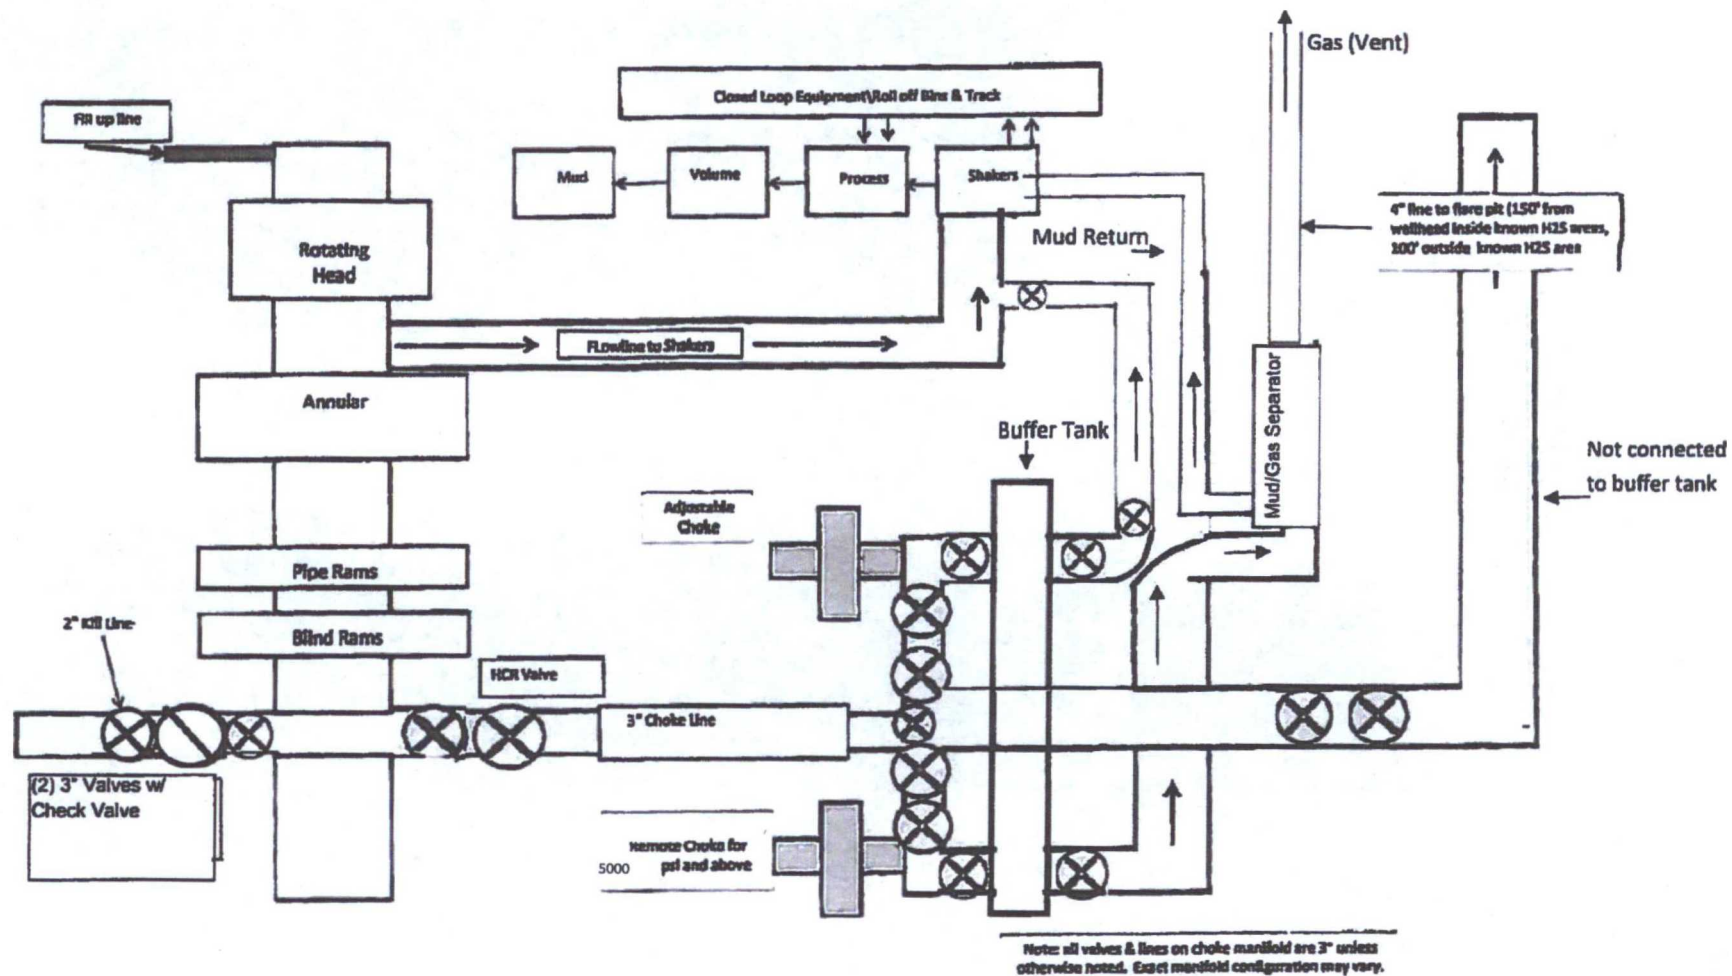 Gas (Vent)
Closed Loop Equipment\Roll off Bins & Track
Fill up line
Mud
Volume
Process
Shakers
4" line to flare pit (150' from
wellhead inside known H2S areas,
100' outside known H2S area
Mud Return
Rotating
Head
FLowline to Shakers
Annular
Mud/Gas Separator
Buffer Tank
Not connected
to buffer tank
Adjustable
Choke
Pipe Rams
2" Kill Line
Blind Rams
HCR Valve
3" Choke Line
(2) 3" Valves w/
Check Valve
Remote Choke for
5000 psi and above
Note: all valves & lines on choke manifold are 3" unless
otherwise noted. Exact manifold configuration may vary.